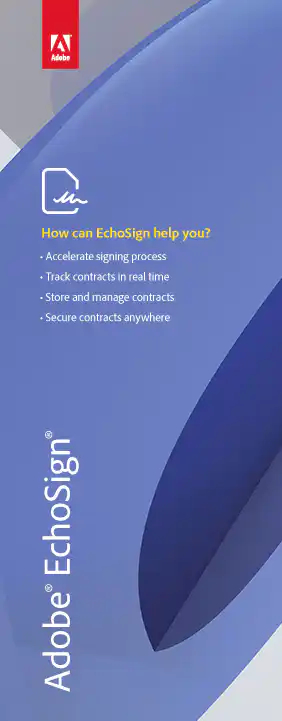 Adobe
How can EchoSign help you?
• Accelerate signing process
• Track contracts in real time
• Store and manage contracts
• Secure contracts anywhere
Adobe® EchoSign®